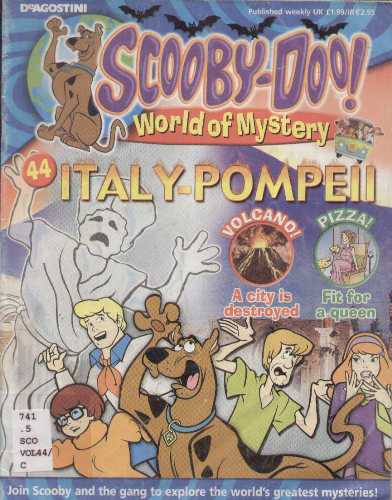 DeAGOSTINI
Published weekly UK £1.99/IR€2.95
SCOOBY-DOO!
World of Mystery
44
ITALY-POMPEII
VOLCANO!
PIZZA!
A city is
destroyed
Fit for
a queen
741
.5
SCO
VOL44/
C
Join Scooby and the gang to explore the world's greatest mysteries!